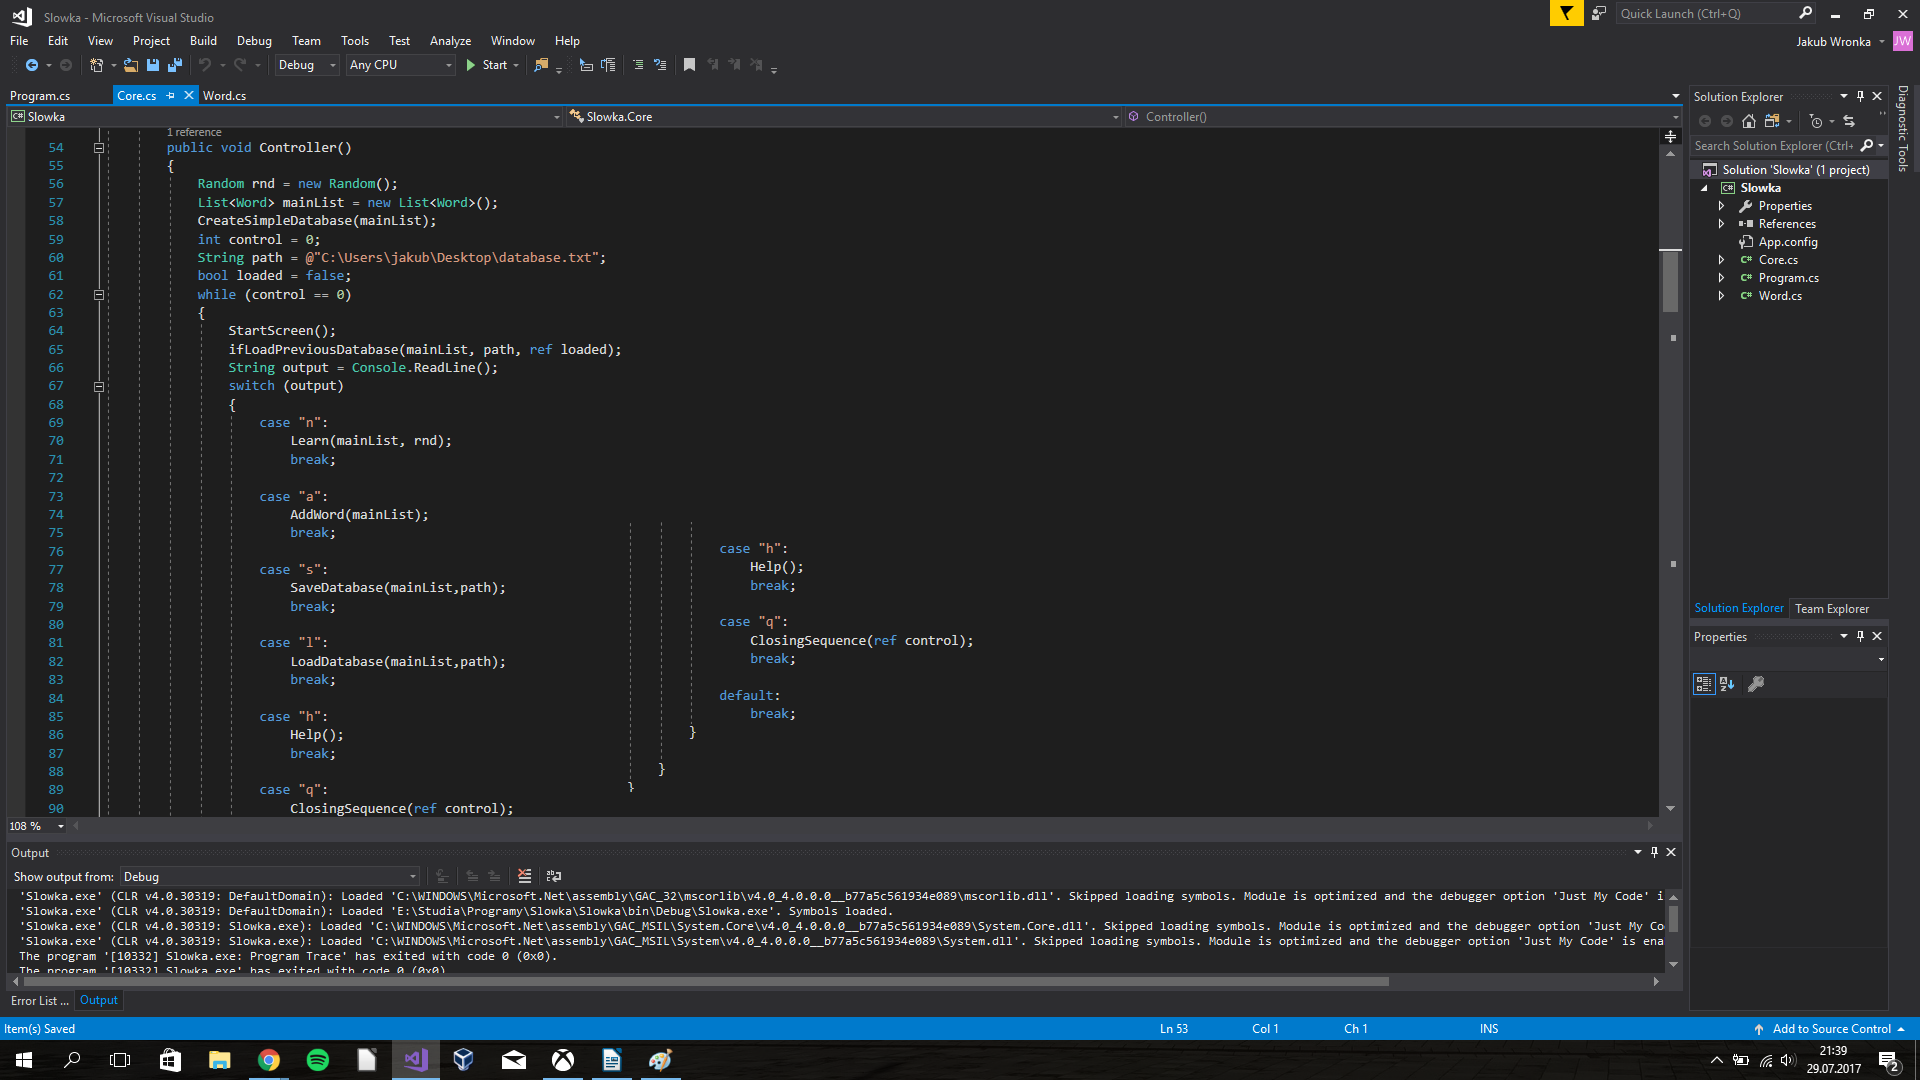 Slowka - Microsoft Visual Studio
Quick Launch (Ctrl+Q)
File Edit View Project Build Debug Team Tools Test Analyze Window Help
Jakub Wronka JW
Debug Any CPU Start
Program.cs Core.cs Word.cs
Slowka Slowka.Core Controller()
1 reference
54 public void Controller()
55 {
56 Random rnd = new Random();
57 List<Word> mainList = new List<Word>();
58 CreateSimpleDatabase(mainList);
59 int control = 0;
60 String path = @"C:\Users\jakub\Desktop\database.txt";
61 bool loaded = false;
62 while (control == 0)
63 {
64 StartScreen();
65 ifLoadPreviousDatabase(mainList, path, ref loaded);
66 String output = Console.ReadLine();
67 switch (output)
68 {
69 case "n":
70 Learn(mainList, rnd);
71 break;
72
73 case "a":
74 AddWord(mainList);
75 break;
76
77 case "s":
78 SaveDatabase(mainList,path);
79 break;
80
81 case "l":
82 LoadDatabase(mainList,path);
83 break;
84
85 case "h":
86 Help();
87 break;
88
89 case "q":
90 ClosingSequence(ref control);
case "h":
Help();
break;
case "q":
ClosingSequence(ref control);
break;
default:
break;
}
}
}
108 %
Output
Show output from: Debug
'Slowka.exe' (CLR v4.0.30319: DefaultDomain): Loaded 'C:\WINDOWS\Microsoft.Net\assembly\GAC_32\mscorlib\v4.0_4.0.0.0__b77a5c561934e089\mscorlib.dll'. Skipped loading symbols. Module is optimized and the debugger option 'Just My Code' i
'Slowka.exe' (CLR v4.0.30319: DefaultDomain): Loaded 'E:\Studia\Programy\Slowka\Slowka\bin\Debug\Slowka.exe'. Symbols loaded.
'Slowka.exe' (CLR v4.0.30319: Slowka.exe): Loaded 'C:\WINDOWS\Microsoft.Net\assembly\GAC_MSIL\System.Core\v4.0_4.0.0.0__b77a5c561934e089\System.Core.dll'. Skipped loading symbols. Module is optimized and the debugger option 'Just My Co
'Slowka.exe' (CLR v4.0.30319: Slowka.exe): Loaded 'C:\WINDOWS\Microsoft.Net\assembly\GAC_MSIL\System\v4.0_4.0.0.0__b77a5c561934e089\System.dll'. Skipped loading symbols. Module is optimized and the debugger option 'Just My Code' is ena
The program '[10332] Slowka.exe: Program Trace' has exited with code 0 (0x0).
The program '[10332] Slowka.exe' has exited with code 0 (0x0)
Error List ... Output
Solution Explorer
Search Solution Explorer (Ctrl+
Solution 'Slowka' (1 project)
Slowka
Properties
References
App.config
Core.cs
Program.cs
Word.cs
Solution Explorer Team Explorer
Properties
Diagnostic Tools
Item(s) Saved Ln 53 Col 1 Ch 1 INS Add to Source Control
21:39
29.07.2017
2